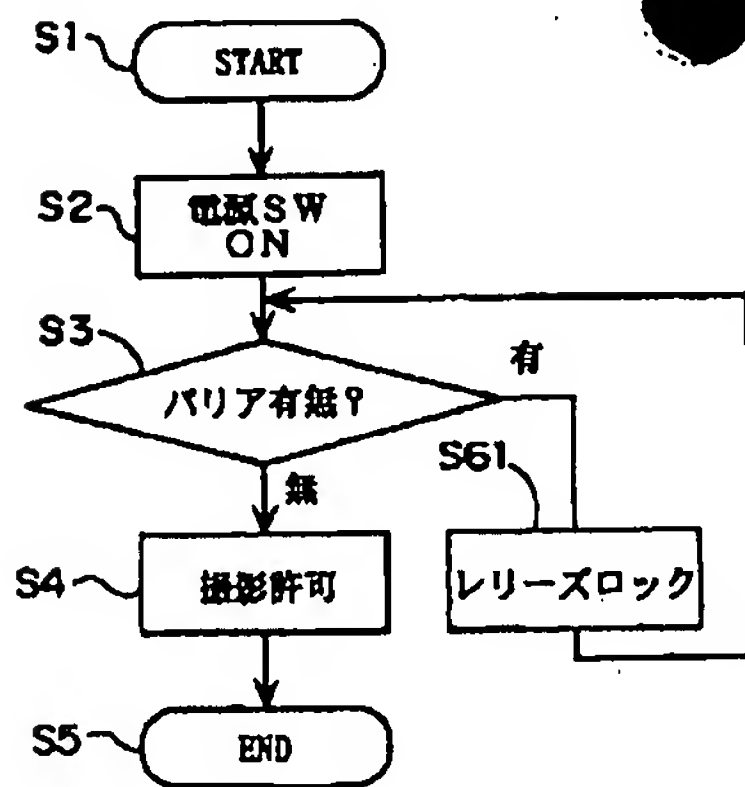 S1
START
S2
電源SW
ON
S3
バリア有無?
有
無
S61
レリーズロック
S4
撮影許可
S5
END